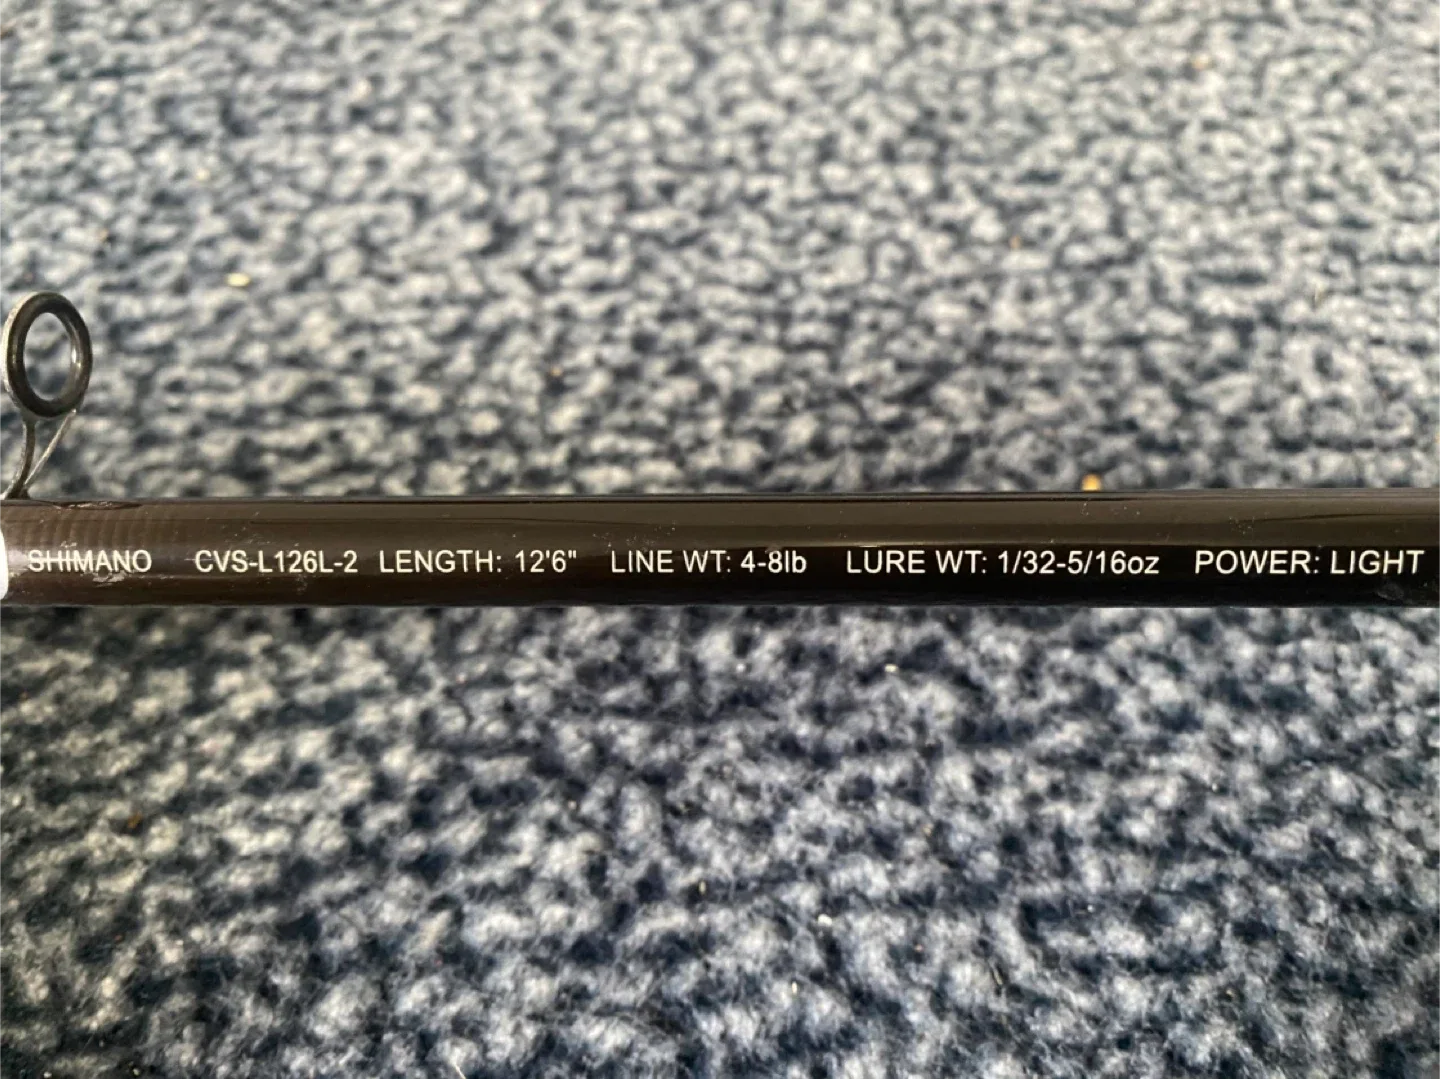 SHIMANO CVS-L126L-2 LENGTH: 12'6" LINE WT: 4-8lb LURE WT: 1/32-5/16oz POWER: LIGHT